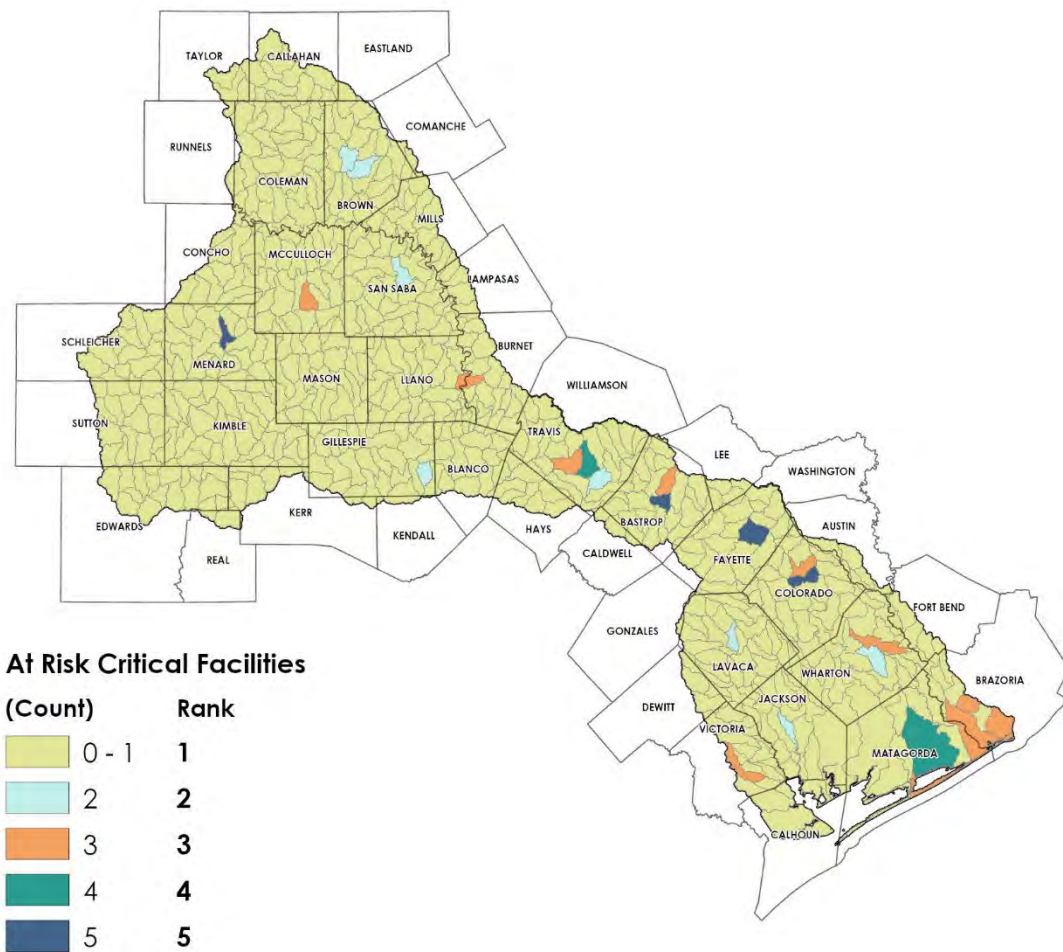 EASTLAND
TAYLOR
CALLAHAN
COMANCHE
RUNNELS
COLEMAN
BROWN
MILLS
CONCHO
MCCULLOCH
SAN SABA
LAMPASAS
SCHLEICHER
MENARD
BURNET
MASON
LLANO
WILLIAMSON
SUTTON
KIMBLE
TRAVIS
GILLESPIE
BLANCO
LEE
WASHINGTON
EDWARDS
KERR
BASTROP
AUSTIN
HAYS
KENDALL
CALDWELL
REAL
FAYETTE
COLORADO
FORT BEND
GONZALES
LAVACA
WHARTON
BRAZORIA
DEWITT
JACKSON
VICTORIA
MATAGORDA
CALHOUN
At Risk Critical Facilities
(Count) Rank
0 - 1 1
2 2
3 3
4 4
5 5